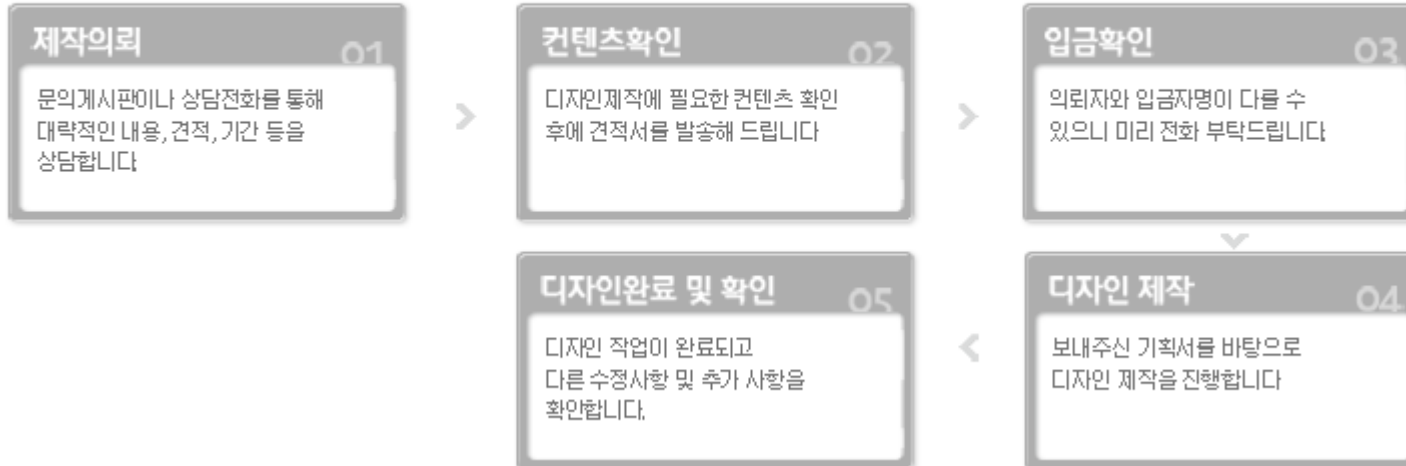 제작의뢰
01
문의게시판이나 상담전화를 통해
대략적인 내용, 견적, 기간 등을
상담합니다.
컨텐츠확인
02
디자인제작에 필요한 컨텐츠 확인
후에 견적서를 발송해 드립니다
입금확인
03
의뢰자와 입금자명이 다를 수
있으니 미리 전화 부탁드립니다.
디자인 제작
04
보내주신 기획서를 바탕으로
디자인 제작을 진행합니다
디자인완료 및 확인
05
디자인 작업이 완료되고
다른 수정사항 및 추가 사항을
확인합니다.